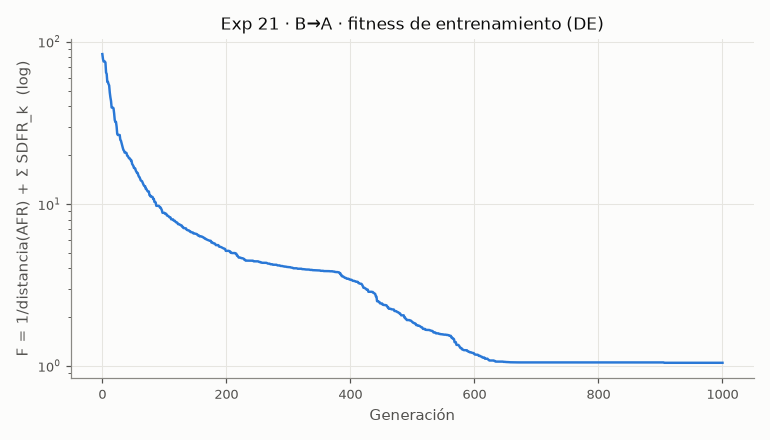 Exp 21 · B→A · fitness de entrenamiento (DE)
F = 1/distancia(AFR) + Σ SDFR_k (log)
10²
10¹
10⁰
0 200 400 600 800 1000
Generación